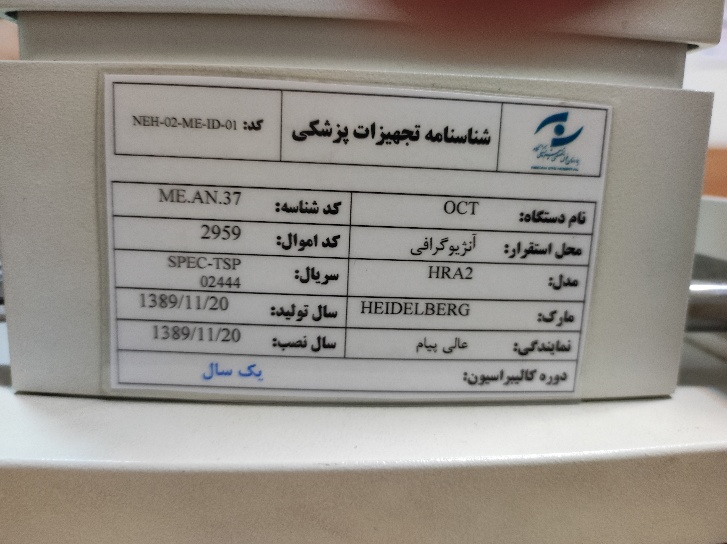 شناسنامه تجهیزات پزشکی
کد: NEH-02-ME-ID-01
نام دستگاه: OCT
کد شناسه: ME.AN.37
محل استقرار: آنژیوگرافی
کد اموال: 2959
مدل: HRA2
سریال: SPEC-TSP
02444
مارک: HEIDELBERG
سال تولید: 1389/11/20
نمایندگی: عالی پیام
سال نصب: 1389/11/20
دوره کالیبراسیون: یک سال